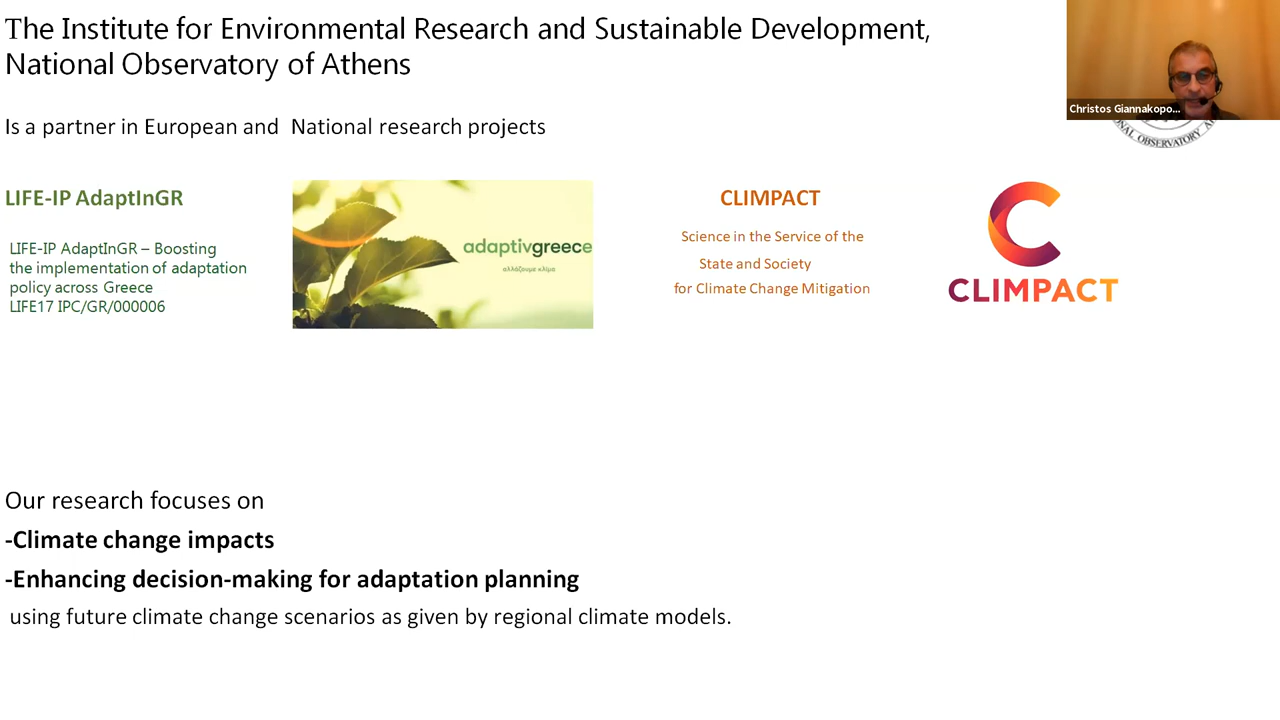 The Institute for Environmental Research and Sustainable Development,
National Observatory of Athens
Christos Giannakopo...
NAL OBSERVATORY
Is a partner in European and National research projects
LIFE-IP AdaptInGR
LIFE-IP AdaptInGR – Boosting
the implementation of adaptation
policy across Greece
LIFE17 IPC/GR/000006
adaptivgreece
αλλάζουμε κλίμα
CLIMPACT
Science in the Service of the
State and Society
for Climate Change Mitigation
CLIMPACT
Our research focuses on
-Climate change impacts
-Enhancing decision-making for adaptation planning
using future climate change scenarios as given by regional climate models.